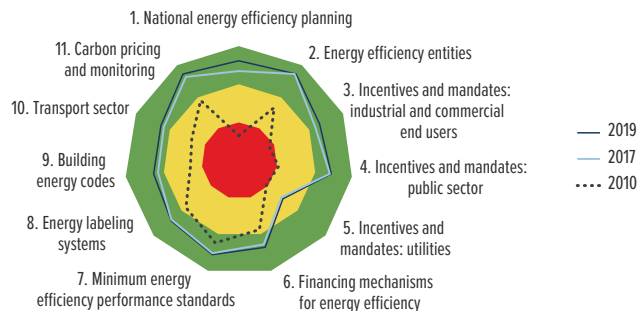 1. National energy efficiency planning
2. Energy efficiency entities
3. Incentives and mandates:
industrial and commercial
end users
4. Incentives and mandates:
public sector
5. Incentives and
mandates: utilities
6. Financing mechanisms
for energy efficiency
7. Minimum energy
efficiency performance standards
8. Energy labeling
systems
9. Building
energy codes
10. Transport sector
11. Carbon pricing
and monitoring
2019
2017
2010